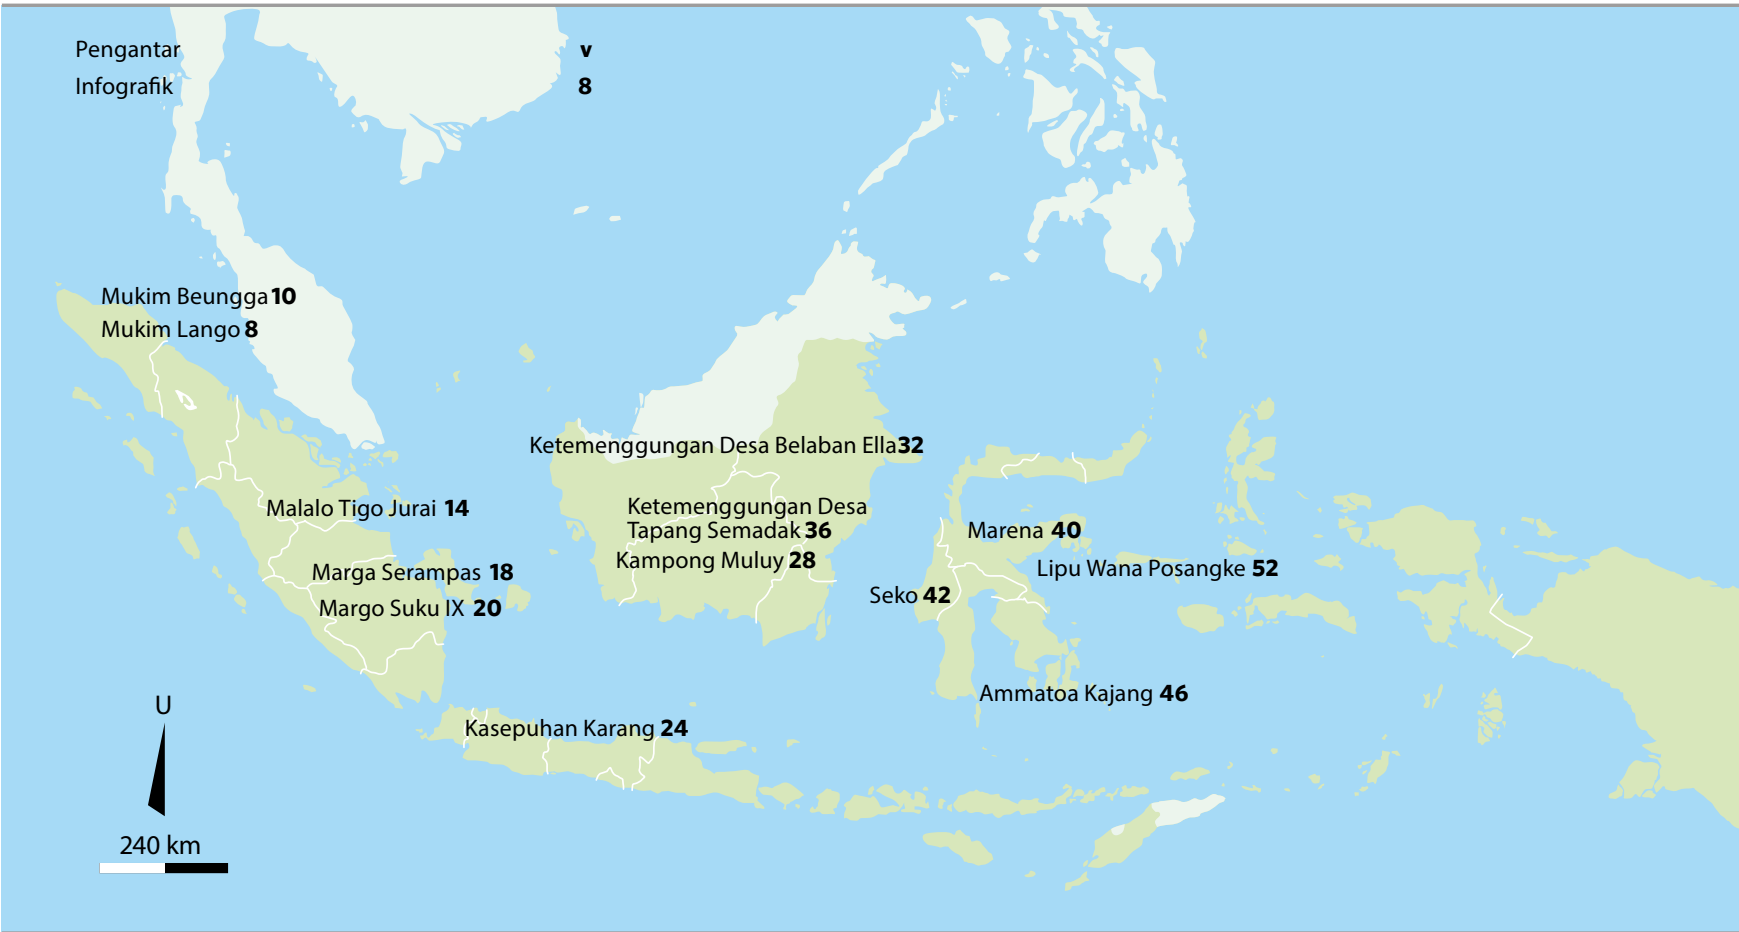 Pengantar v
Infografik 8
Mukim Beungga 10
Mukim Lango 8
Ketemenggungan Desa Belaban Ella 32
Malalo Tigo Jurai 14
Ketemenggungan Desa
Tapang Semadak 36
Marena 40
Kampong Muluy 28
Lipu Wana Posangke 52
Marga Serampas 18
Seko 42
Margo Suku IX 20
Ammatoa Kajang 46
U
Kasepuhan Karang 24
240 km